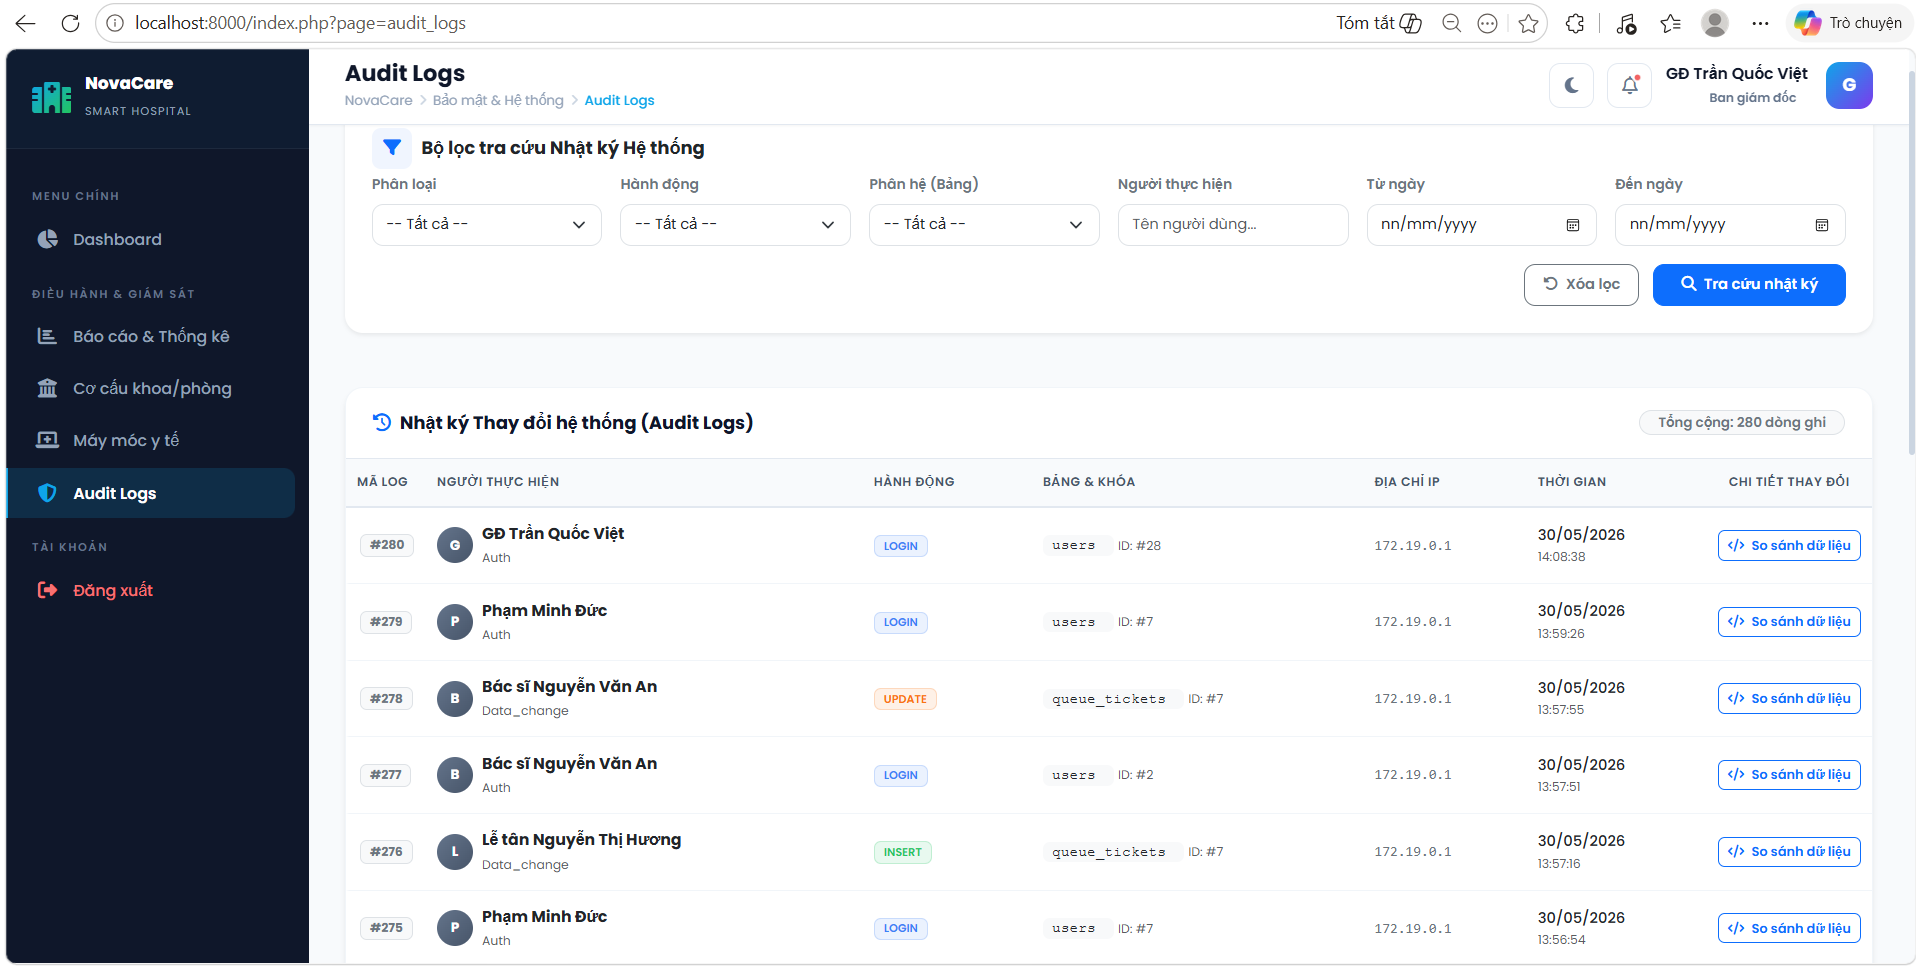 localhost:8000/index.php?page=audit_logs
Tóm tắt
Trò chuyện
NovaCare
SMART HOSPITAL
MENU CHÍNH
Dashboard
ĐIỀU HÀNH & GIÁM SÁT
Báo cáo & Thống kê
Cơ cấu khoa/phòng
Máy móc y tế
Audit Logs
TÀI KHOẢN
Đăng xuất
Audit Logs
NovaCare > Bảo mật & Hệ thống > Audit Logs
GĐ Trần Quốc Việt
Ban giám đốc
G
Bộ lọc tra cứu Nhật ký Hệ thống
Phân loại Hành động Phân hệ (Bảng) Người thực hiện Từ ngày Đến ngày
-- Tất cả -- -- Tất cả -- -- Tất cả -- Tên người dùng... nn/mm/yyyy nn/mm/yyyy
Xóa lọc Tra cứu nhật ký
Nhật ký Thay đổi hệ thống (Audit Logs)
Tổng cộng: 280 dòng ghi
MÃ LOG NGƯỜI THỰC HIỆN HÀNH ĐỘNG BẢNG & KHÓA ĐỊA CHỈ IP THỜI GIAN CHI TIẾT THAY ĐỔI
#280 G GĐ Trần Quốc Việt LOGIN users ID: #28 172.19.0.1 30/05/2026 </> So sánh dữ liệu
Auth 14:08:38
#279 P Phạm Minh Đức LOGIN users ID: #7 172.19.0.1 30/05/2026 </> So sánh dữ liệu
Auth 13:59:26
#278 B Bác sĩ Nguyễn Văn An UPDATE queue_tickets ID: #7 172.19.0.1 30/05/2026 </> So sánh dữ liệu
Data_change 13:57:55
#277 B Bác sĩ Nguyễn Văn An LOGIN users ID: #2 172.19.0.1 30/05/2026 </> So sánh dữ liệu
Auth 13:57:51
#276 L Lễ tân Nguyễn Thị Hương INSERT queue_tickets ID: #7 172.19.0.1 30/05/2026 </> So sánh dữ liệu
Data_change 13:57:16
#275 P Phạm Minh Đức LOGIN users ID: #7 172.19.0.1 30/05/2026 </> So sánh dữ liệu
Auth 13:56:54